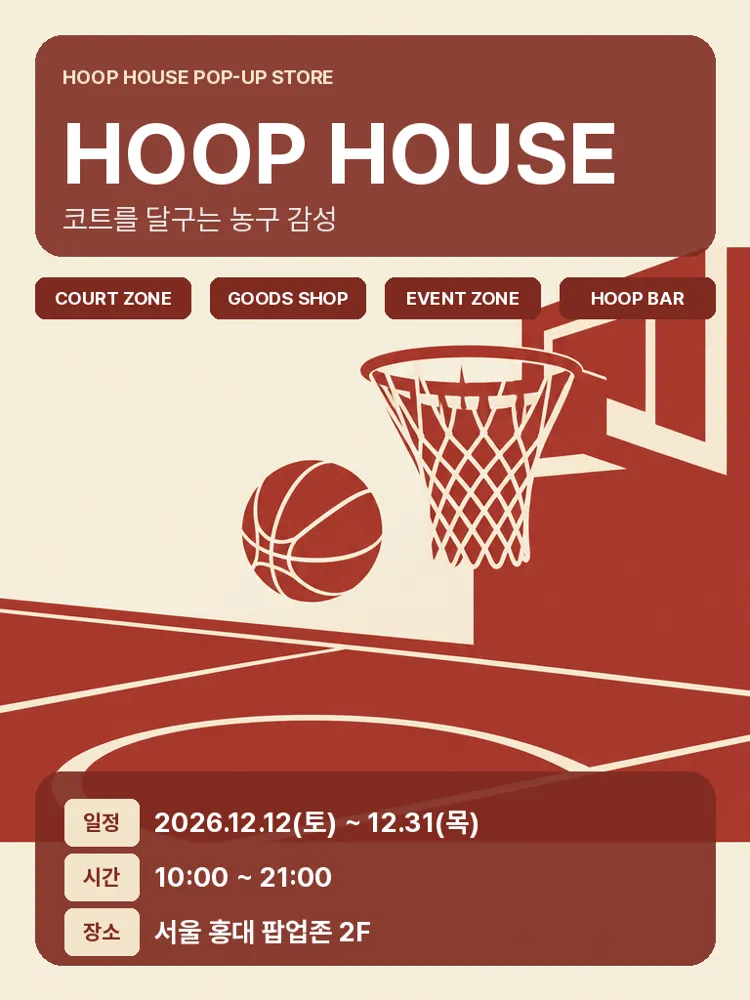 HOOP HOUSE POP-UP STORE
HOOP HOUSE
코트를 달구는 농구 감성
COURT ZONE
GOODS SHOP
EVENT ZONE
HOOP BAR
일정 2026.12.12(토) ~ 12.31(목)
시간 10:00 ~ 21:00
장소 서울 홍대 팝업존 2F